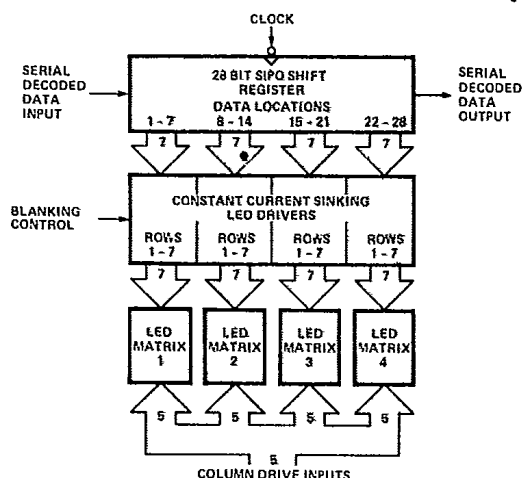 CLOCK
SERIAL DECODED DATA INPUT
28 BIT SIPO SHIFT REGISTER
DATA LOCATIONS
1-7 8-14 15-21 22-28
SERIAL DECODED DATA OUTPUT
7 7 7 7
BLANKING CONTROL
CONSTANT CURRENT SINKING
LED DRIVERS
ROWS ROWS ROWS ROWS
1-7 1-7 1-7 1-7
7 7 7 7
LED LED LED LED
MATRIX MATRIX MATRIX MATRIX
1 2 3 4
5 5 5 5
5
COLUMN DRIVE INPUTS